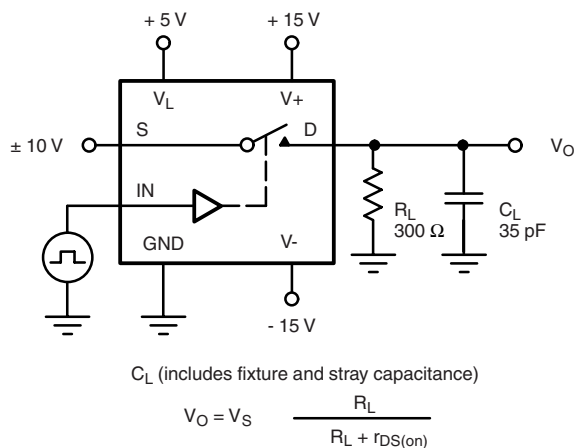 + 5 V
+ 15 V
V_L
V+
± 10 V
S
D
V_O
IN
R_L
300 Ω
C_L
35 pF
GND
V-
- 15 V
C_L (includes fixture and stray capacitance)
V_O = V_S R_L
R_L + r_DS(on)